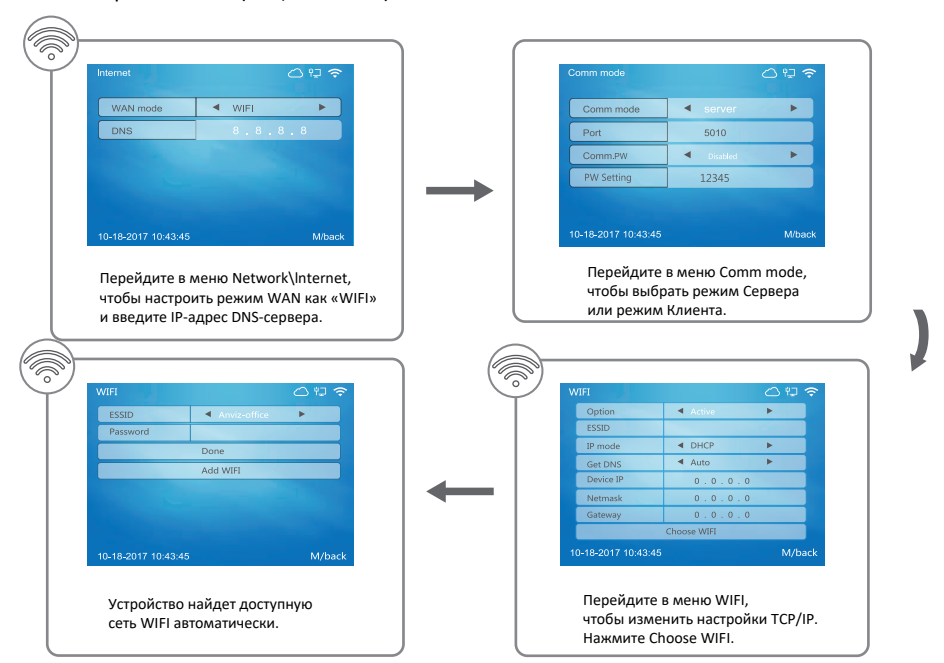 Internet
WAN mode ◀ WIFI ▶
DNS 8 . 8 . 8 . 8
10-18-2017 10:43:45 M/back
Перейдите в меню Network\Internet,
чтобы настроить режим WAN как «WIFI»
и введите IP-адрес DNS-сервера.
Comm mode
Comm mode ◀ server ▶
Port 5010
Comm.PW ◀ Disabled ▶
PW Setting 12345
10-18-2017 10:43:45 M/back
Перейдите в меню Comm mode,
чтобы выбрать режим Сервера
или режим Клиента.
WIFI
Option ◀ Active ▶
ESSID
IP mode ◀ DHCP ▶
Get DNS ◀ Auto ▶
Device IP 0 . 0 . 0 . 0
Netmask 0 . 0 . 0 . 0
Gateway 0 . 0 . 0 . 0
Choose WIFI
10-18-2017 10:43:45 M/back
Перейдите в меню WIFI,
чтобы изменить настройки TCP/IP.
Нажмите Choose WIFI.
WIFI
ESSID ◀ Anviz-office ▶
Password
Done
Add WIFI
10-18-2017 10:43:45 M/back
Устройство найдет доступную
сеть WIFI автоматически.